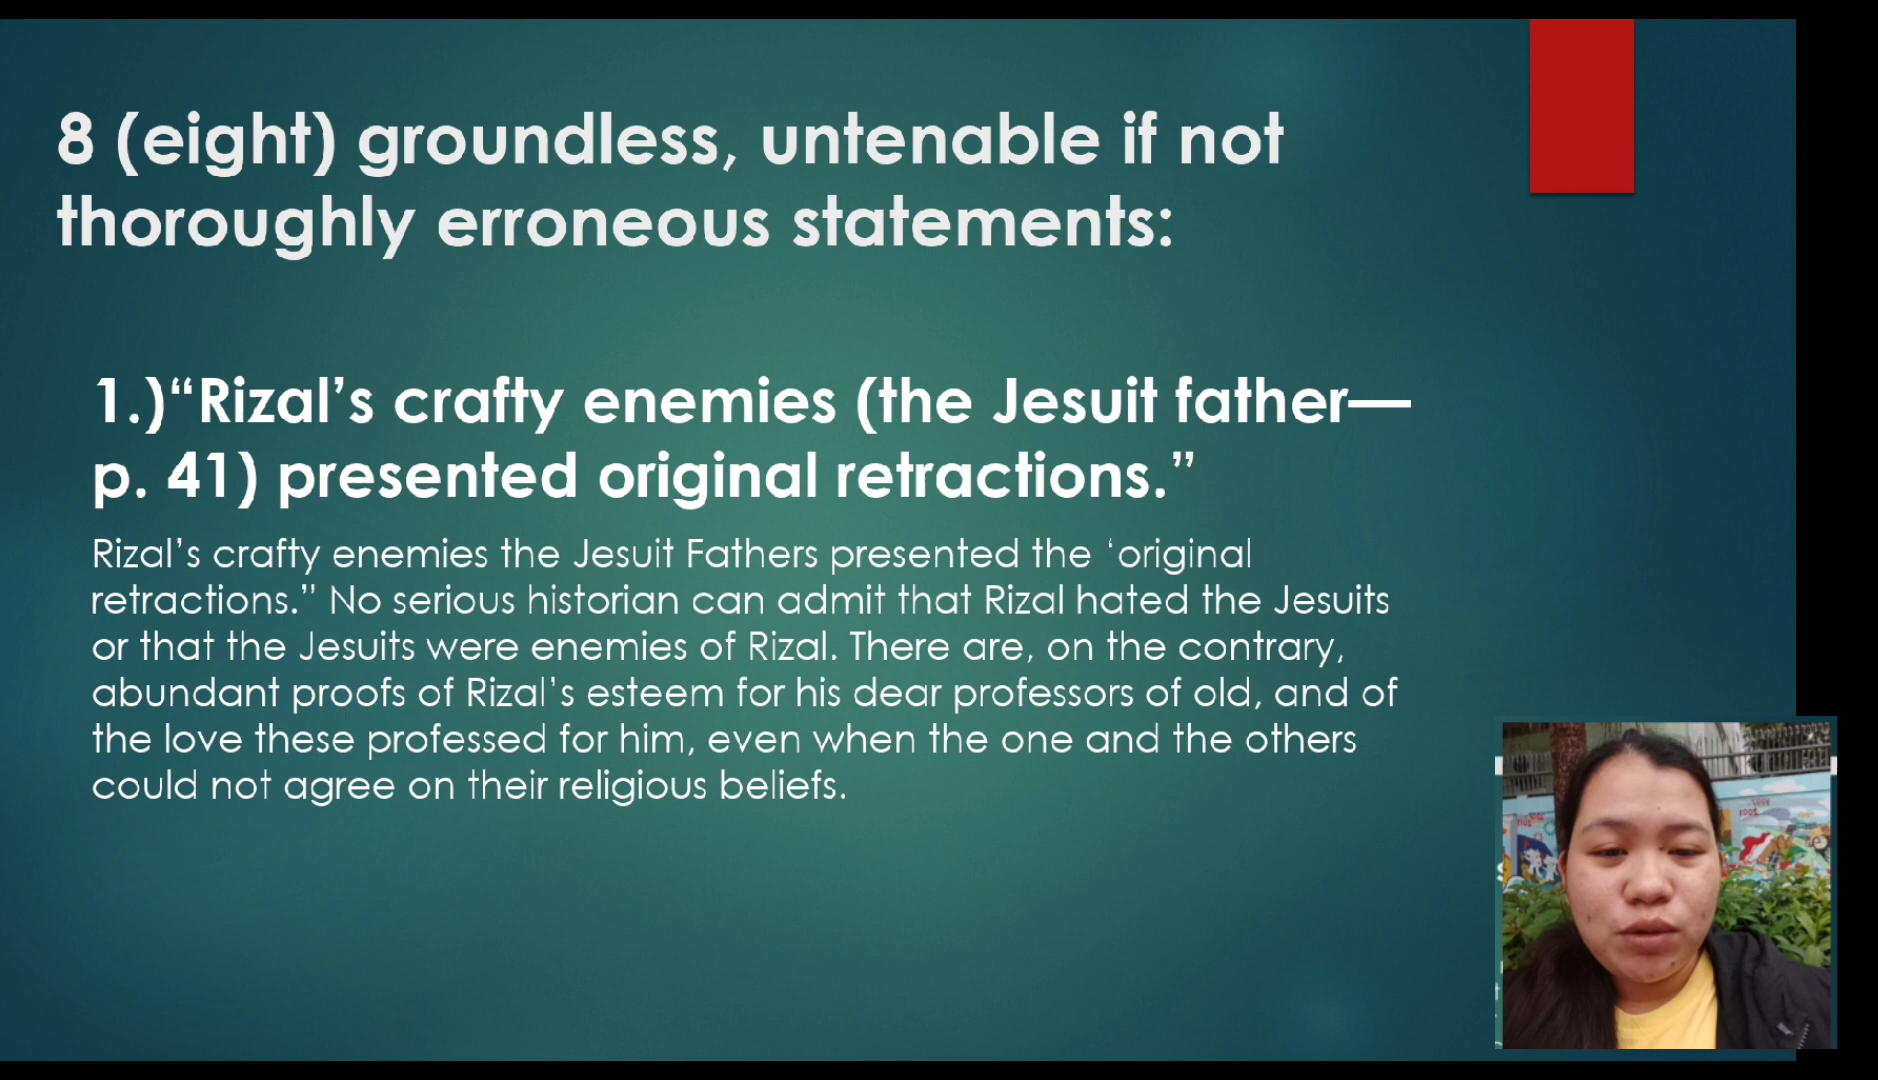 8 (eight) groundless, untenable if not
thoroughly erroneous statements:
1.)“Rizal’s crafty enemies (the Jesuit father—
p. 41) presented original retractions.”
Rizal’s crafty enemies the Jesuit Fathers presented the ‘original
retractions.” No serious historian can admit that Rizal hated the Jesuits
or that the Jesuits were enemies of Rizal. There are, on the contrary,
abundant proofs of Rizal’s esteem for his dear professors of old, and of
the love these professed for him, even when the one and the others
could not agree on their religious beliefs.